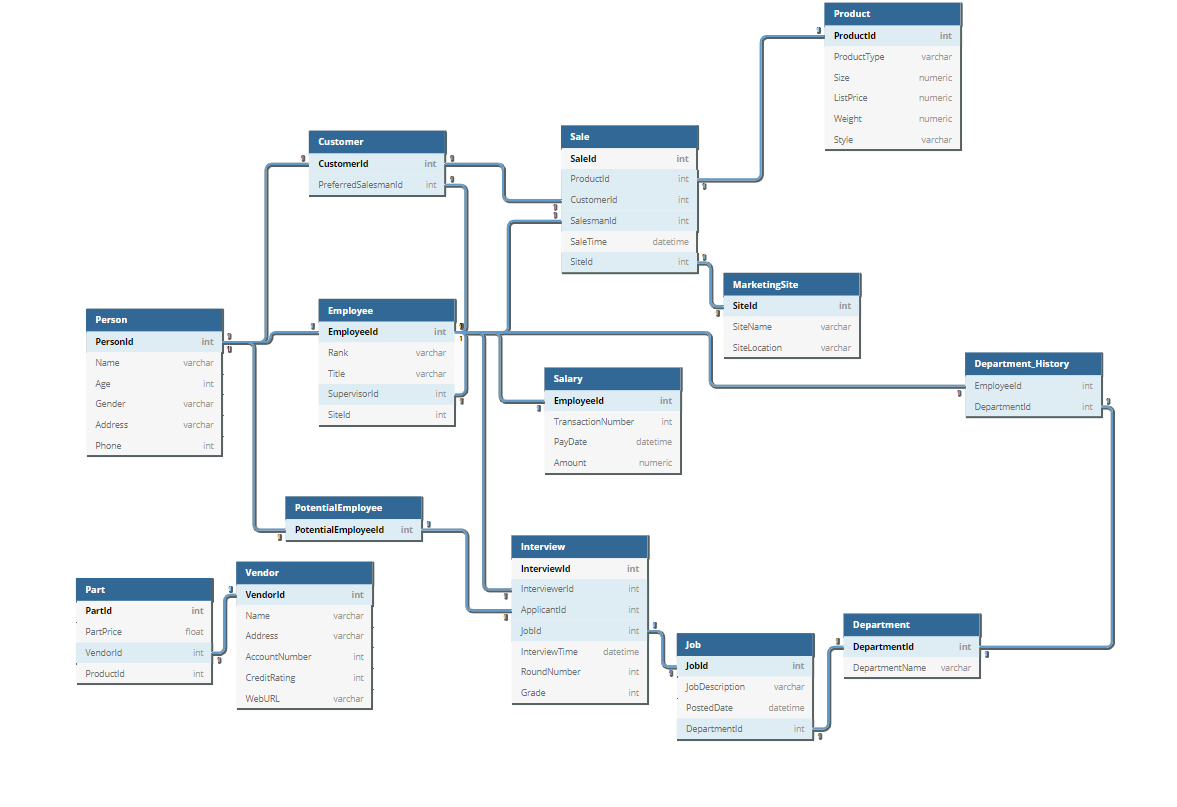 Product
ProductId int
ProductType varchar
Size numeric
ListPrice numeric
Weight numeric
Style varchar
Customer
CustomerId int
PreferredSalesmanId int
Sale
SaleId int
ProductId int
CustomerId int
SalesmanId int
SaleTime datetime
SiteId int
MarketingSite
SiteId int
SiteName varchar
SiteLocation varchar
Person
PersonId int
Name varchar
Age int
Gender varchar
Address varchar
Phone int
Employee
EmployeeId int
Rank varchar
Title varchar
SupervisorId int
SiteId int
Salary
EmployeeId int
TransactionNumber int
PayDate datetime
Amount numeric
Department_History
EmployeeId int
DepartmentId int
PotentialEmployee
PotentialEmployeeId int
Part
PartId int
PartPrice float
VendorId int
ProductId int
Vendor
VendorId int
Name varchar
Address varchar
AccountNumber int
CreditRating int
WebURL varchar
Interview
InterviewId int
InterviewerId int
ApplicantId int
JobId int
InterviewTime datetime
RoundNumber int
Grade int
Job
JobId int
JobDescription varchar
PostedDate datetime
DepartmentId int
Department
DepartmentId int
DepartmentName varchar